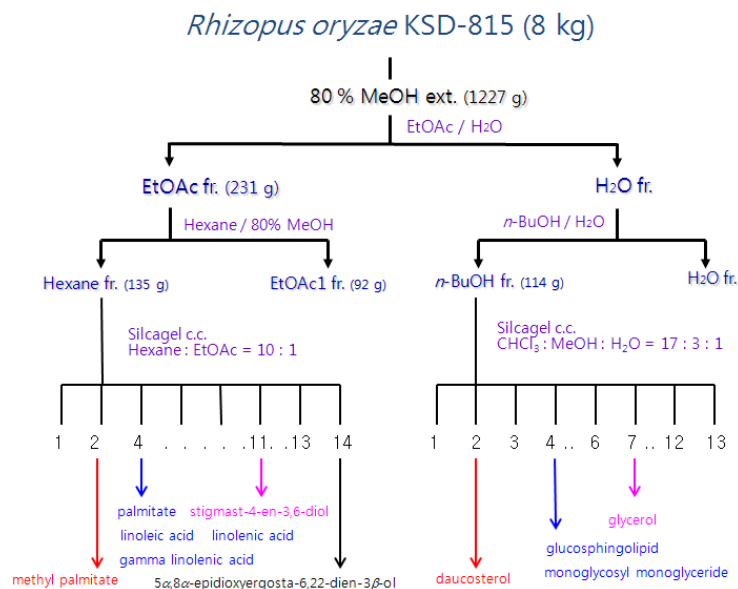 Rhizopus oryzae KSD-815 (8 kg)
80 % MeOH ext. (1227 g)
EtOAc / H2O
EtOAc fr. (231 g)
H2O fr.
Hexane / 80% MeOH
n-BuOH / H2O
Hexane fr. (135 g)
EtOAC1 fr. (92 g)
n-BuOH fr. (114 g)
H2O fr.
Silcagel c.c.
Hexane : EtOAc = 10 : 1
Silcagel c.c.
CHCl3 : MeOH : H2O = 17 : 3 : 1
1 2 4 . . . .11. .13 14
1 2 3 4 .. 6 7 .. 12 13
palmitate stigmast-4-en-3,6-diol
linoleic acid linolenic acid
gamma linolenic acid
glycerol
glucosphingolipid
monoglycosyl monoglyceride
methyl palmitate 5α,8α-epidioxyergosta-6,22-dien-3β-ol daucosterol